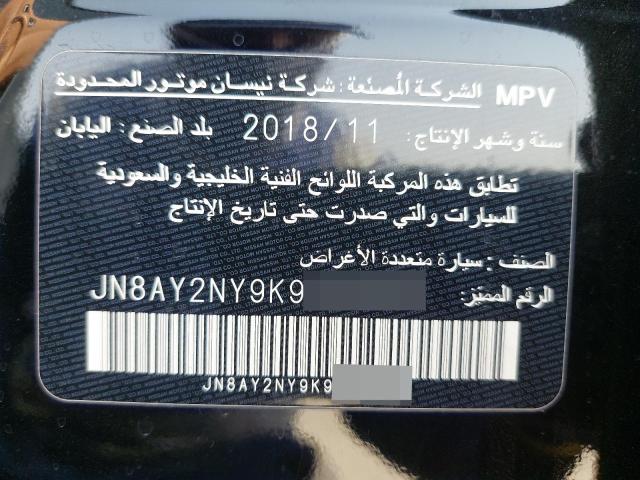 MPV الشركة المُصنّعة: شركة نيسان موتور المحدودة
سنة وشهر الإنتاج: 2018/11 بلد الصنع: اليابان
تطابق هذه المركبة اللوائح الفنية الخليجية والسعودية
للسيارات والتي صدرت حتى تاريخ الإنتاج
الصنف: سيارة متعددة الأغراض
الرقم المميّز: JN8AY2NY9K9
JN8AY2NY9K9